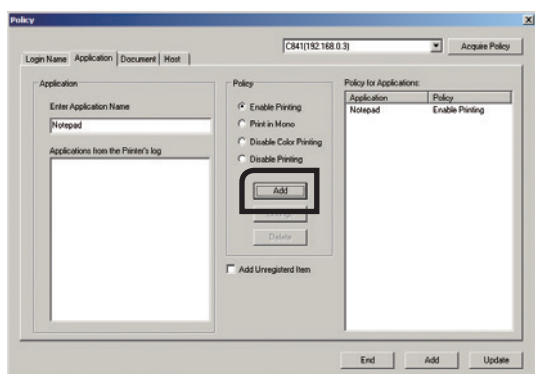 Policy
C841(192.168.0.3)
Acquire Policy
Login Name Application Document Host
Application
Enter Application Name
Notepad
Applications from the Printer's log
Policy
Enable Printing
Print in Mono
Disable Color Printing
Disable Printing
Add
Delete
Add Unregisterd Item
Policy for Applications:
Application Policy
Notepad Enable Printing
End Add Update